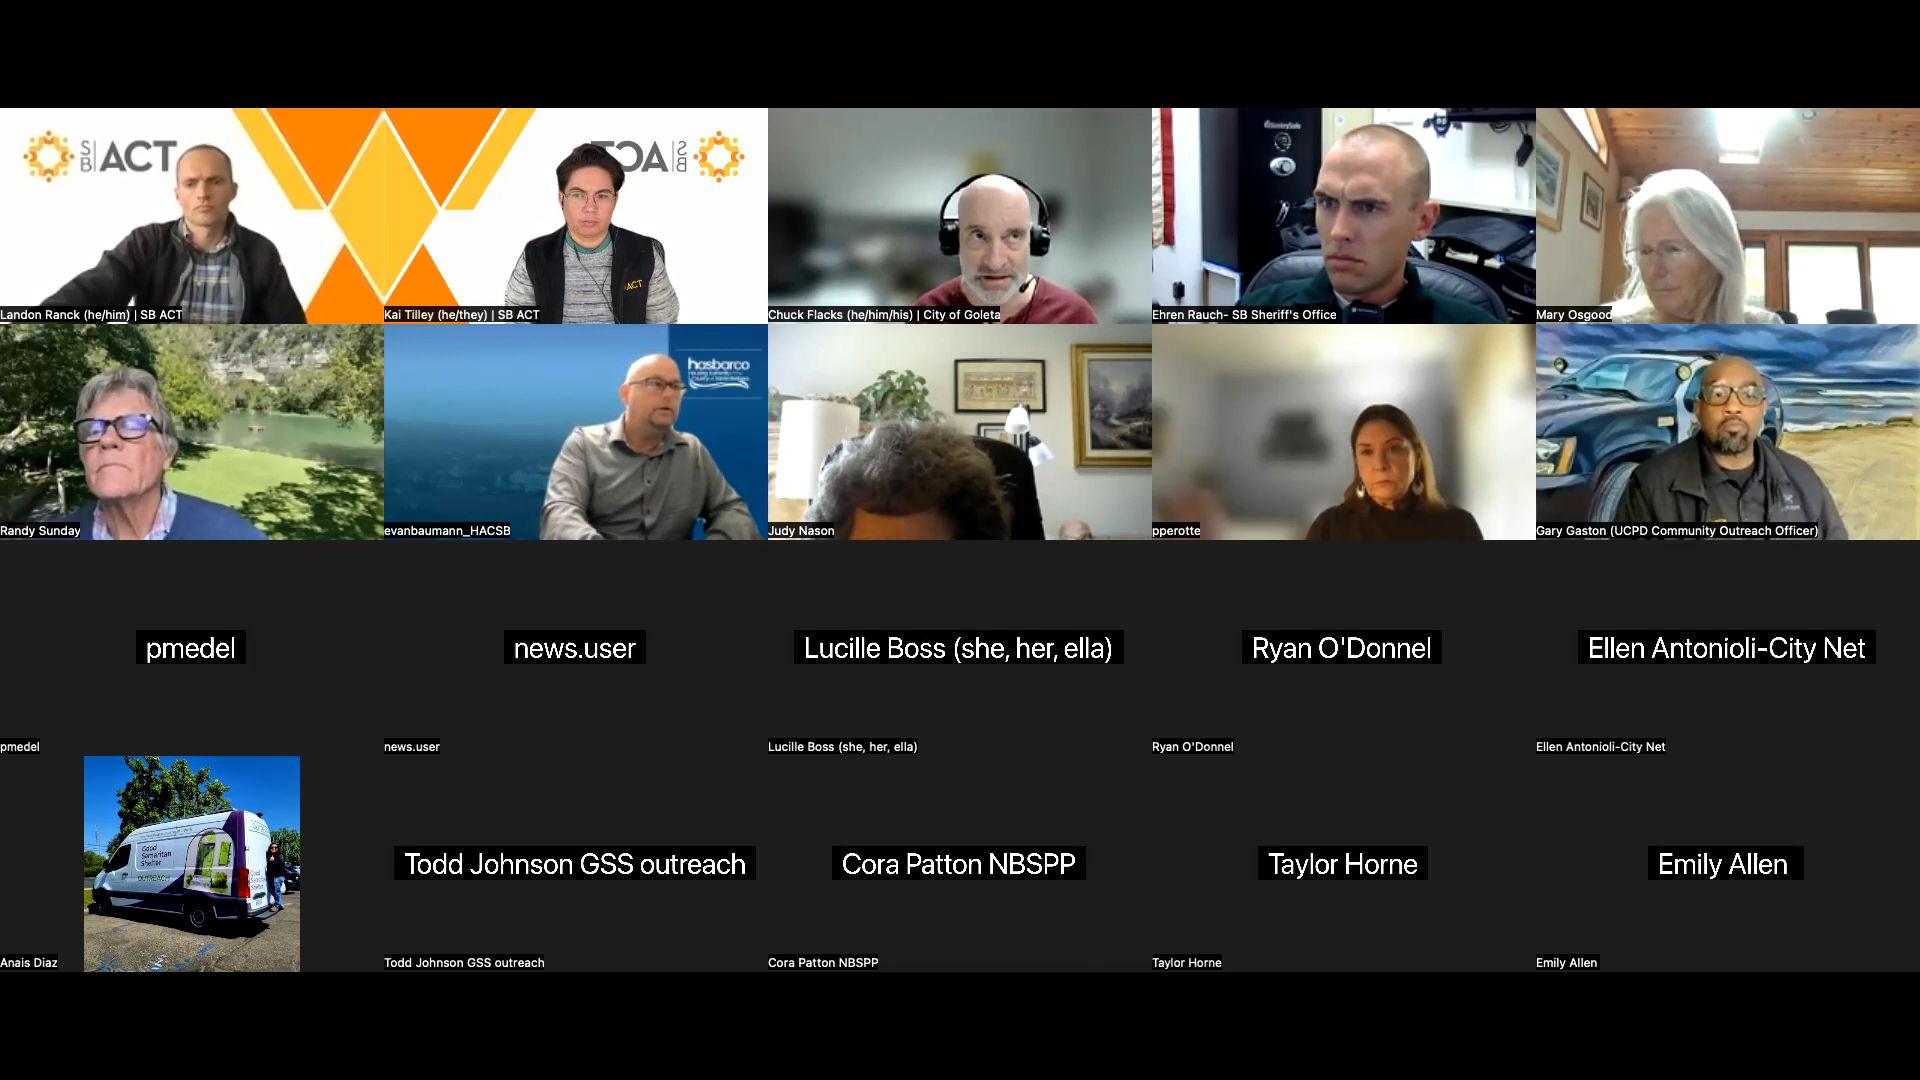 SB ACT
ACT SB
Landon Ranck (he/him) | SB ACT
Kai Tilley (he/they) | SB ACT
ACT
Chuck Flacks (he/him/his) | City of Goleta
Ehren Rauch- SB Sheriff's Office
Mary Osgood
hasbarco
Randy Sunday
evanbaumann_HACSB
Judy Nason
pperotte
Gary Gaston (UCPD Community Outreach Officer)
pmedel
news.user
Lucille Boss (she, her, ella)
Ryan O'Donnel
Ellen Antonioli-City Net
pmedel
news.user
Lucille Boss (she, her, ella)
Ryan O'Donnel
Ellen Antonioli-City Net
Good
Samaritan
Shelter
OUTREACH
Todd Johnson GSS outreach
Cora Patton NBSPP
Taylor Horne
Emily Allen
Anais Diaz
Todd Johnson GSS outreach
Cora Patton NBSPP
Taylor Horne
Emily Allen